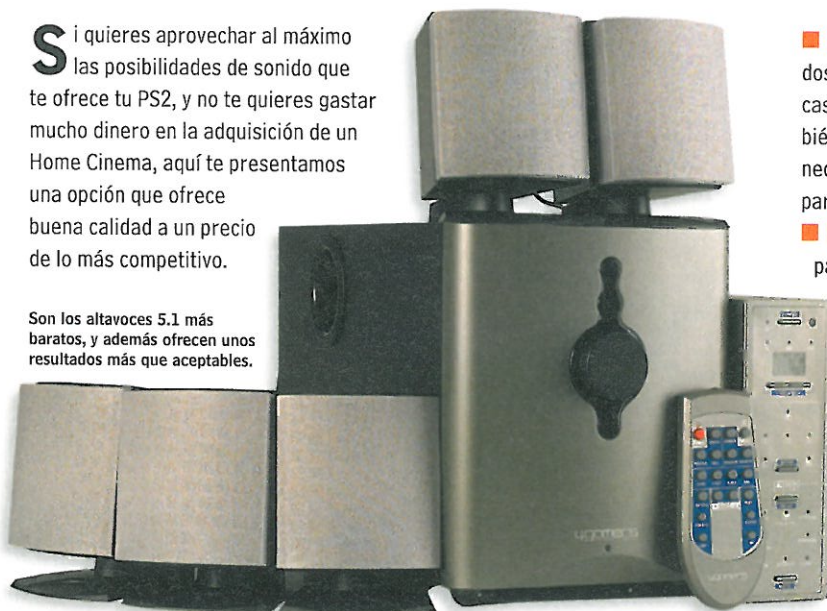 Si quieres aprovechar al máximo
las posibilidades de sonido que
te ofrece tu PS2, y no te quieres gastar
mucho dinero en la adquisición de un
Home Cinema, aquí te presentamos
una opción que ofrece
buena calidad a un precio
de lo más competitivo.
Son los altavoces 5.1 más
baratos, y además ofrecen unos
resultados más que aceptables.
dos
cas
bié
nec
par
pa
4gamers